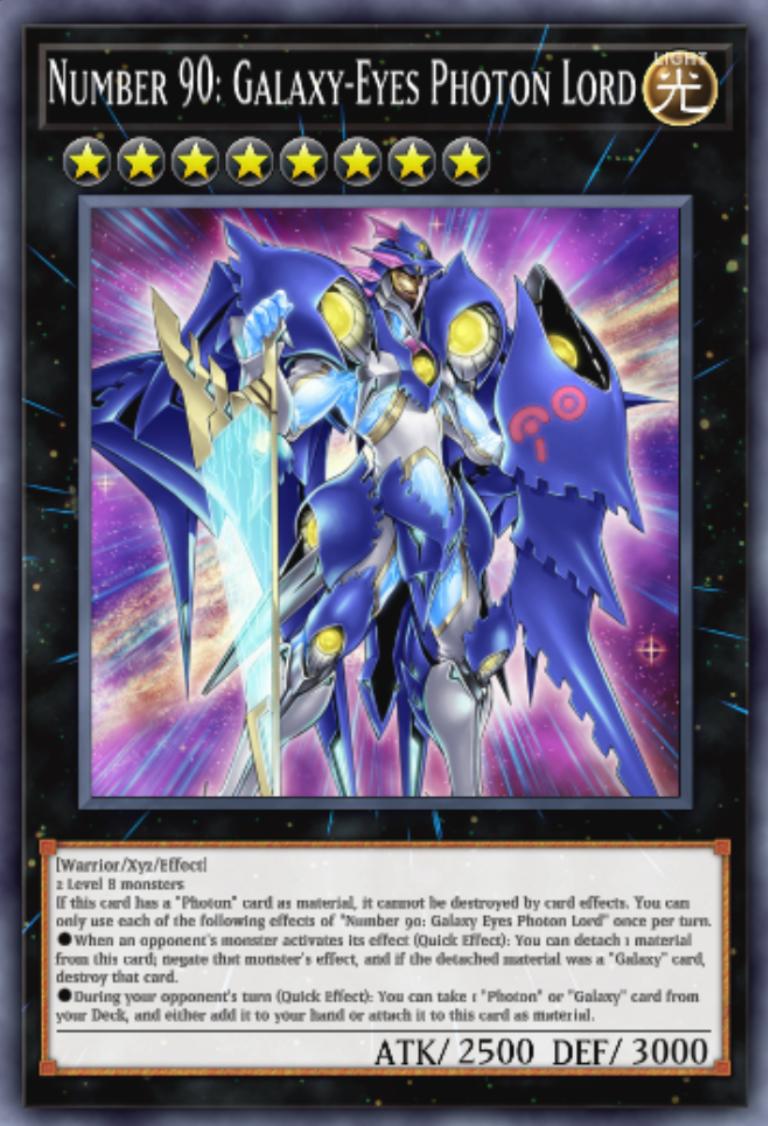 NUMBER 90: GALAXY-EYES PHOTON LORD
LIGHT
光
90
[Warrior/Xyz/Effect]
2 Level 8 monsters
If this card has a "Photon" card as material, it cannot be destroyed by card effects. You can
only use each of the following effects of "Number 90: Galaxy Eyes Photon Lord" once per turn.
●When an opponent's monster activates its effect (Quick Effect): You can detach 1 material
from this card; negate that monster's effect, and if the detached material was a "Galaxy" card,
destroy that card.
●During your opponent's turn (Quick Effect): You can take 1 "Photon" or "Galaxy" card from
your Deck, and either add it to your hand or attach it to this card as material.
ATK/ 2500 DEF/ 3000